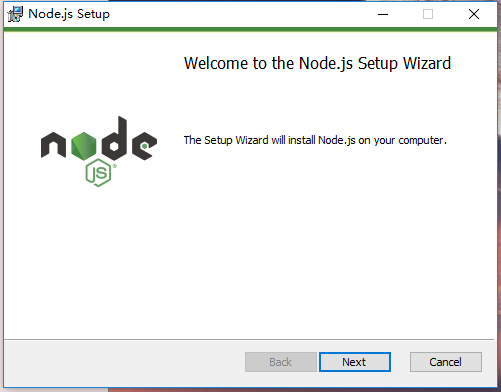 Node.js Setup
Welcome to the Node.js Setup Wizard
The Setup Wizard will install Node.js on your computer.
node
JS®
Back
Next
Cancel